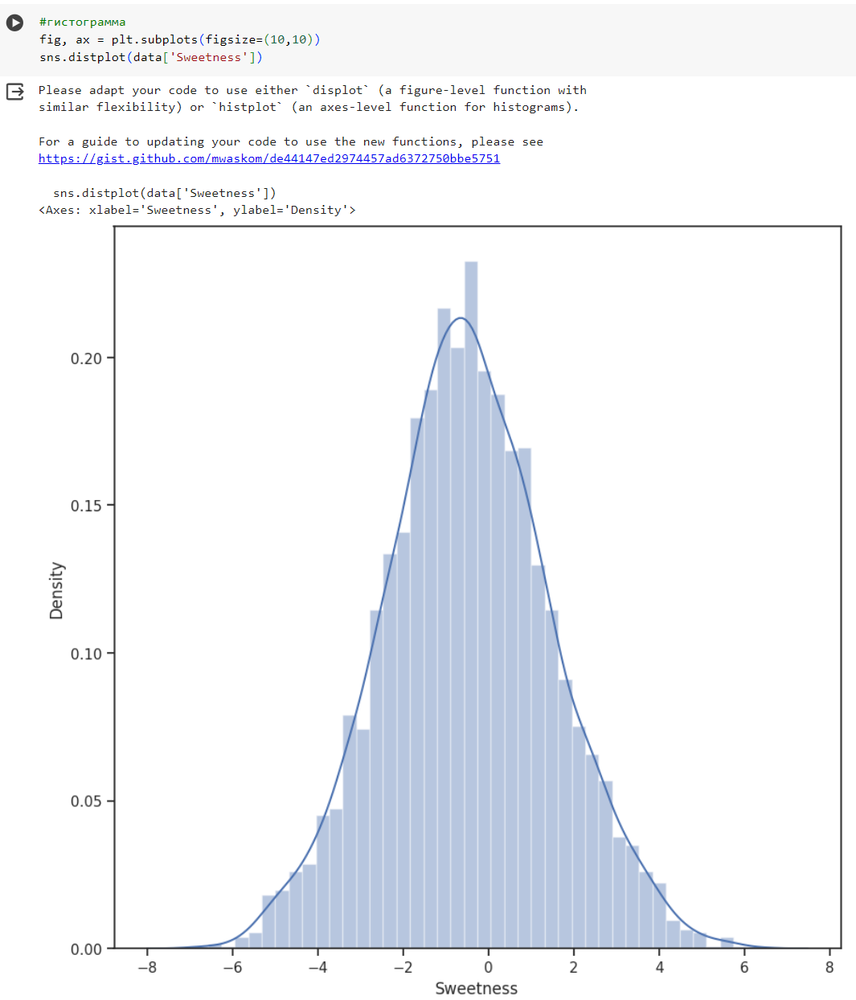 #гистограмма
fig, ax = plt.subplots(figsize=(10,10))
sns.distplot(data['Sweetness'])
Please adapt your code to use either `displot` (a figure-level function with
similar flexibility) or `histplot` (an axes-level function for histograms).
For a guide to updating your code to use the new functions, please see
https://gist.github.com/mwaskom/de44147ed2974457ad6372750bbe5751
sns.distplot(data['Sweetness'])
<Axes: xlabel='Sweetness', ylabel='Density'>
0.20
0.15
Density
0.10
0.05
0.00
−8 −6 −4 −2 0 2 4 6 8
Sweetness